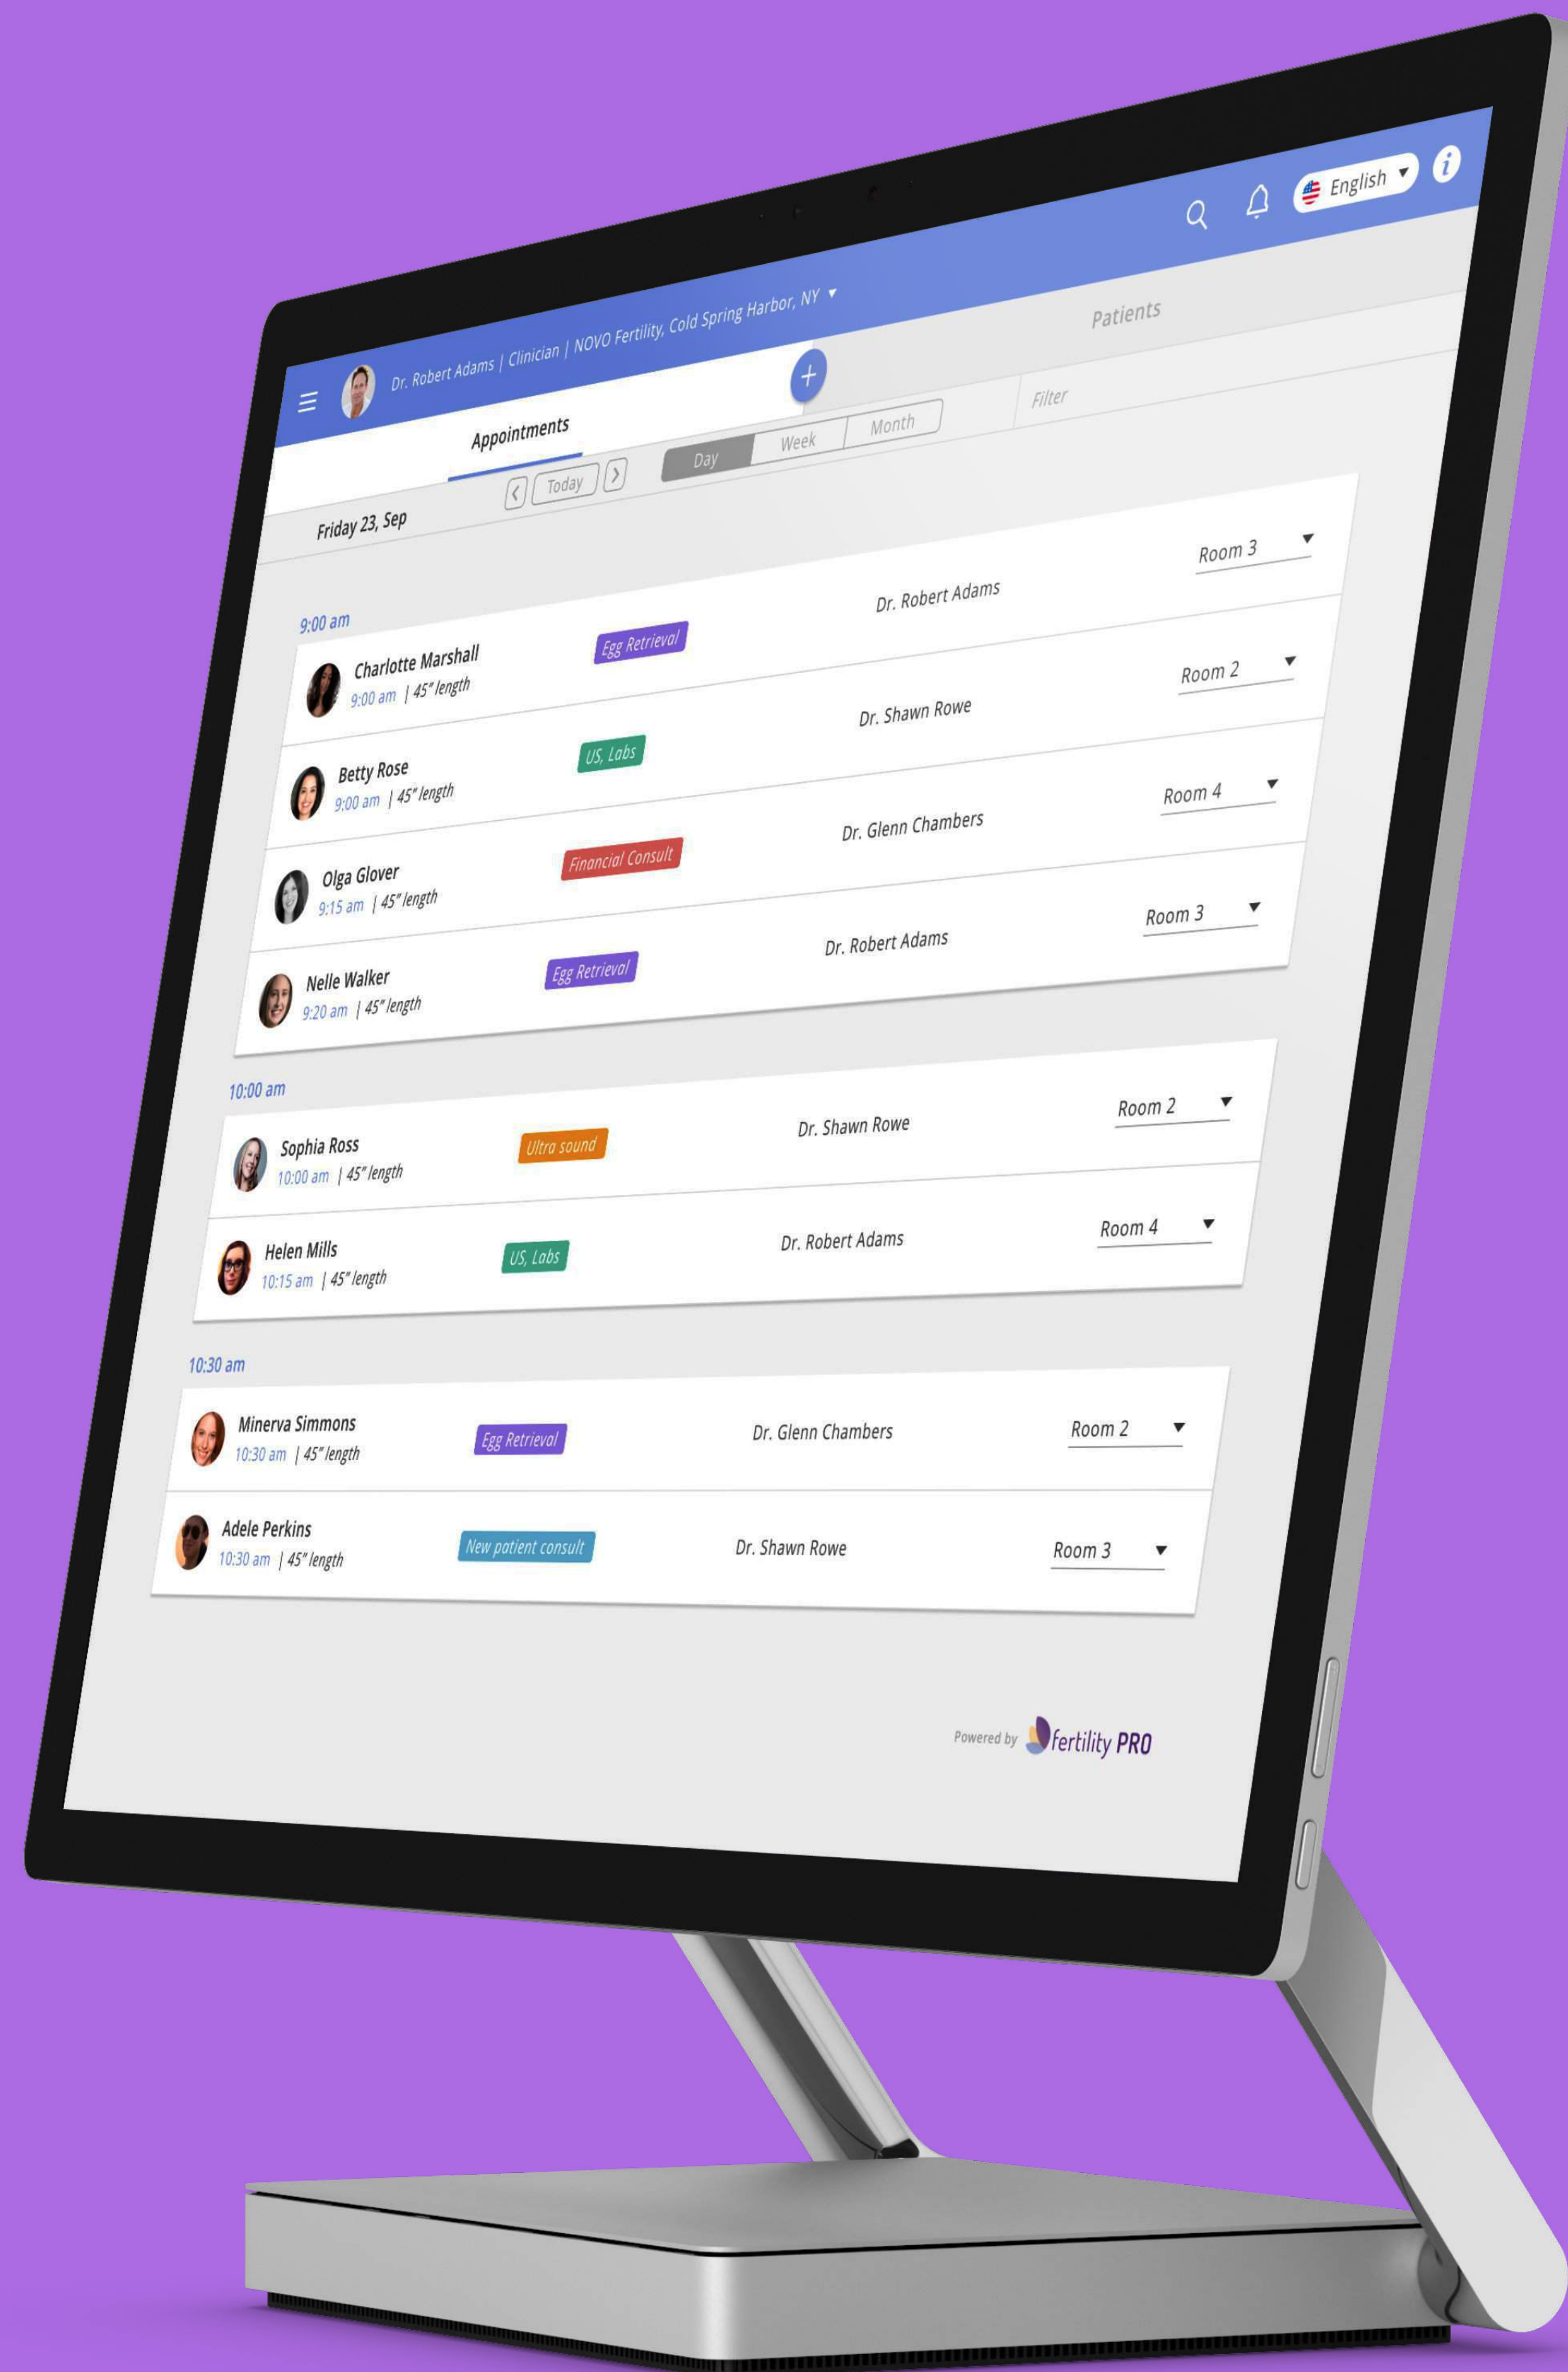 Dr. Robert Adams | Clinician | NOVO Fertility, Cold Spring Harbor, NY
English
i
Appointments
+
Patients
Friday 23, Sep
< Today >
Day
Week
Month
Filter
9:00 am
Charlotte Marshall
9:00 am | 45″ length
Egg Retrieval
Dr. Robert Adams
Room 3
Betty Rose
9:00 am | 45″ length
US, Labs
Dr. Shawn Rowe
Room 2
Olga Glover
9:15 am | 45″ length
Financial Consult
Dr. Glenn Chambers
Room 4
Nelle Walker
9:20 am | 45″ length
Egg Retrieval
Dr. Robert Adams
Room 3
10:00 am
Sophia Ross
10:00 am | 45″ length
Ultra sound
Dr. Shawn Rowe
Room 2
Helen Mills
10:15 am | 45″ length
US, Labs
Dr. Robert Adams
Room 4
10:30 am
Minerva Simmons
10:30 am | 45″ length
Egg Retrieval
Dr. Glenn Chambers
Room 2
Adele Perkins
10:30 am | 45″ length
New patient consult
Dr. Shawn Rowe
Room 3
Powered by fertility PRO